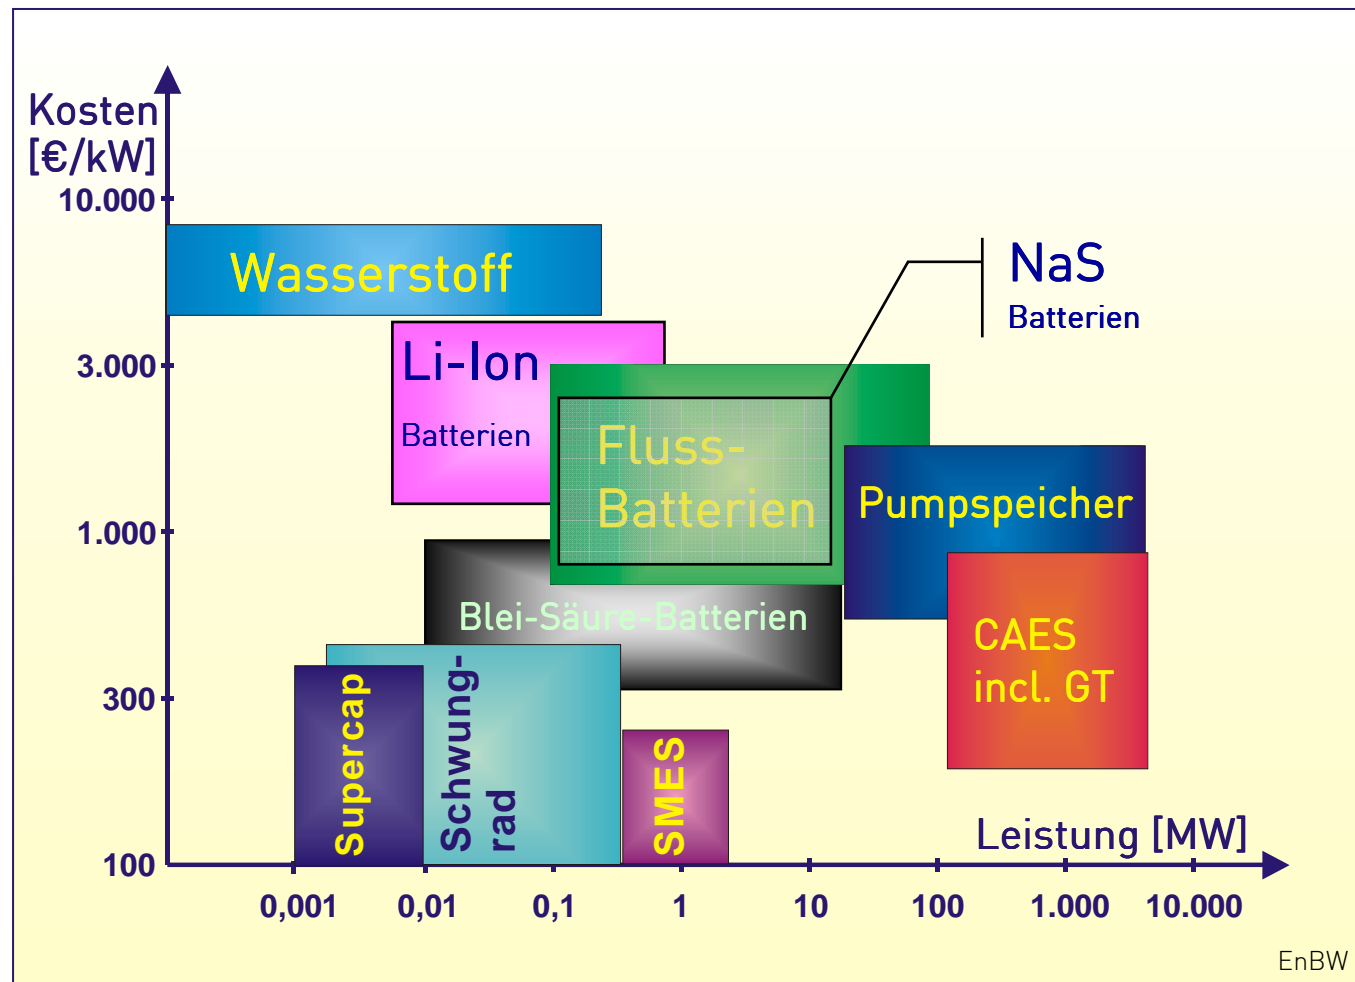 Kosten
[€/kW]
10.000
3.000
1.000
300
100
Wasserstoff
NaS
Batterien
Li-Ion
Batterien
Fluss-
Batterien
Pumpspeicher
Blei-Säure-Batterien
CAES
incl. GT
Supercap
Schwung-
rad
SMES
Leistung [MW]
0,001 0,01 0,1 1 10 100 1.000 10.000
EnBW